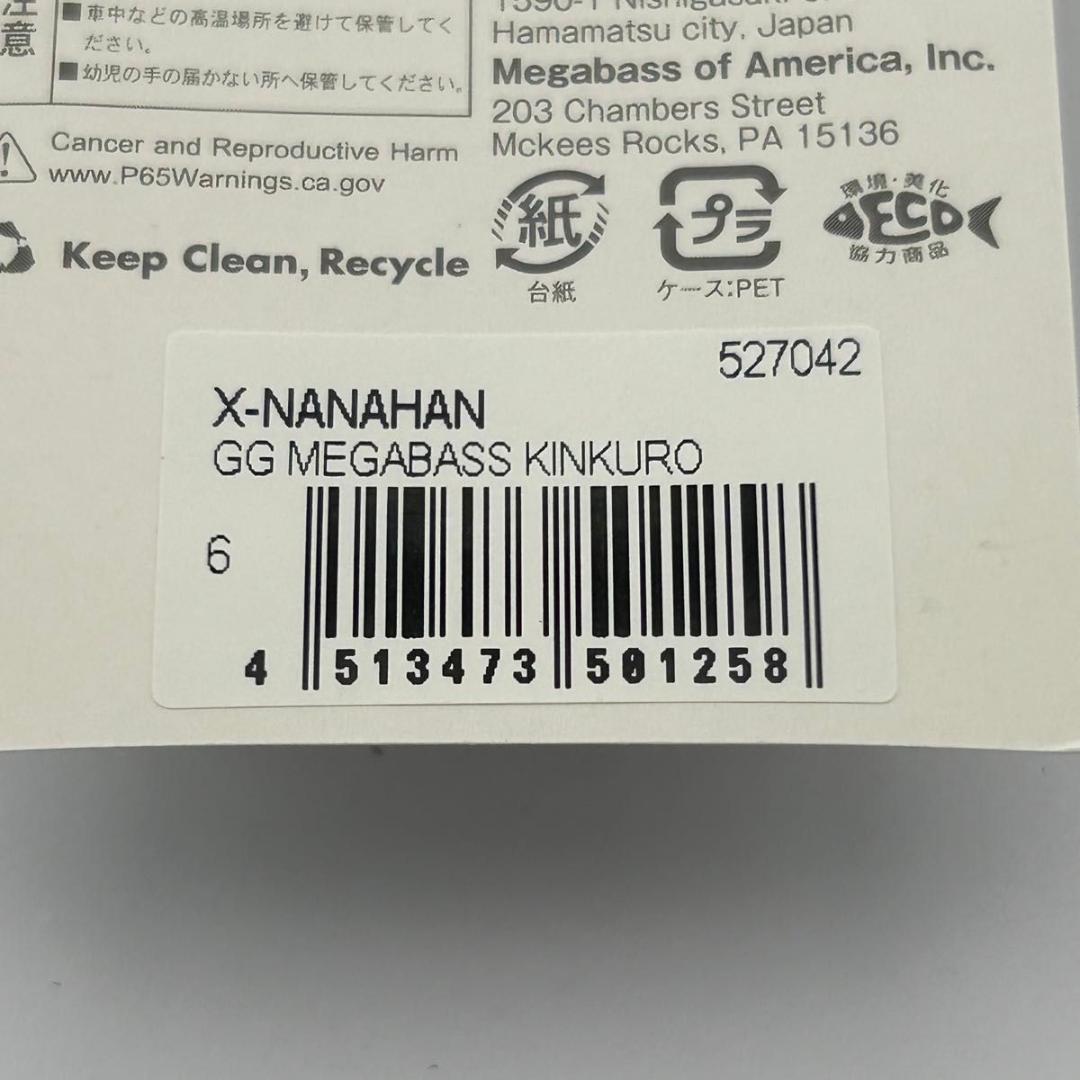 注意
■車中などの高温場所を避けて保管してく
ださい。
■幼児の手の届かない所へ保管してください。
Cancer and Reproductive Harm
www.P65Warnings.ca.gov
Keep Clean, Recycle
1590-1
Hamamatsu city, Japan
Megabass of America, Inc.
203 Chambers Street
Mckees Rocks, PA 15136
紙
台紙
プラ
ケース:PET
環境・美化
ECO
協力商品
527042
X-NANAHAN
GG MEGABASS KINKURO
6
4 513473 501258